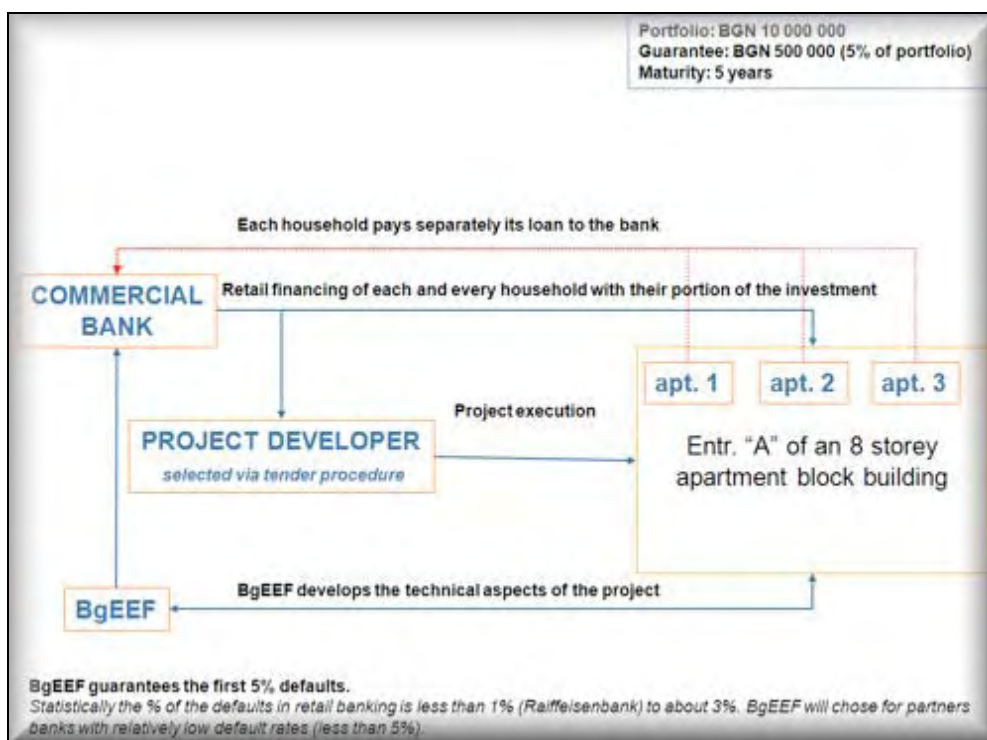 Portfolio: BGN 10 000 000
Guarantee: BGN 500 000 (5% of portfolio)
Maturity: 5 years
Each household pays separately its loan to the bank
COMMERCIAL
BANK
Retail financing of each and every household with their portion of the investment
apt. 1
apt. 2
apt. 3
Project execution
PROJECT DEVELOPER
selected via tender procedure
Entr. “A” of an 8 storey
apartment block building
BgEEF develops the technical aspects of the project
BgEEF
BgEEF guarantees the first 5% defaults.
Statistically the % of the defaults in retail banking is less than 1% (Raiffeisenbank) to about 3%. BgEEF will chose for partners
banks with relatively low default rates (less than 5%).